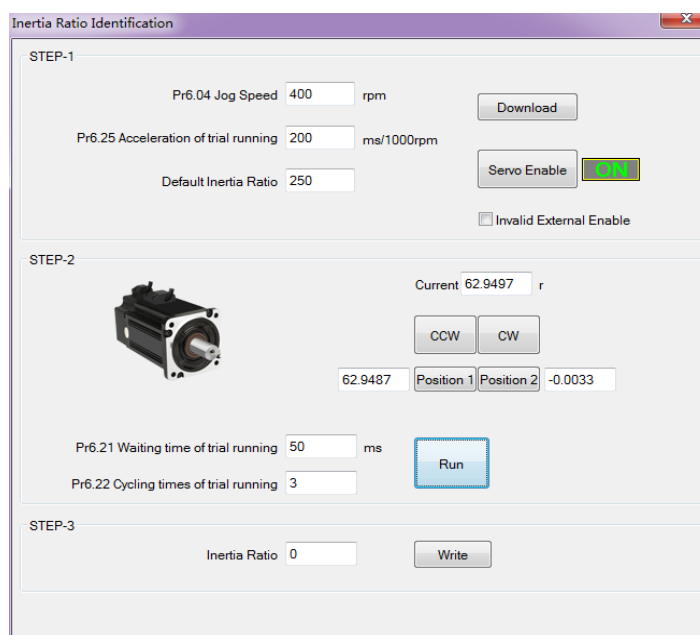 Inertia Ratio Identification
STEP-1
Pr6.04 Jog Speed 400 rpm
Download
Pr6.25 Acceleration of trial running 200 ms/1000rpm
Servo Enable ON
Default Inertia Ratio 250
Invalid External Enable
STEP-2
Current 62.9497 r
CCW CW
62.9487 Position 1 Position 2 -0.0033
Pr6.21 Waiting time of trial running 50 ms
Run
Pr6.22 Cycling times of trial running 3
STEP-3
Inertia Ratio 0 Write